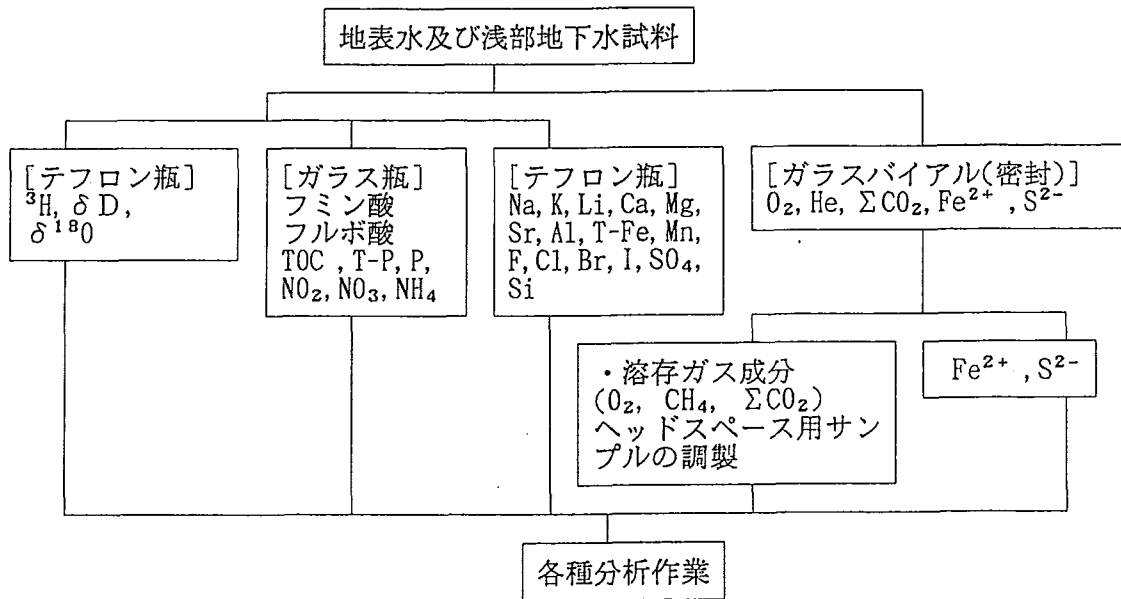 地表水及び浅部地下水試料
[テフロン瓶]
³H, δD,
δ¹⁸O
[ガラス瓶]
フミン酸
フルボ酸
TOC , T-P, P,
NO₂, NO₃, NH₄
[テフロン瓶]
Na, K, Li, Ca, Mg,
Sr, Al, T-Fe, Mn,
F, Cl, Br, I, SO₄,
Si
[ガラスバイアル(密封)]
O₂, He, ΣCO₂, Fe²⁺ , S²⁻
・溶存ガス成分
(O₂, CH₄, ΣCO₂)
ヘッドスペース用サン
プルの調製
Fe²⁺ , S²⁻
各種分析作業